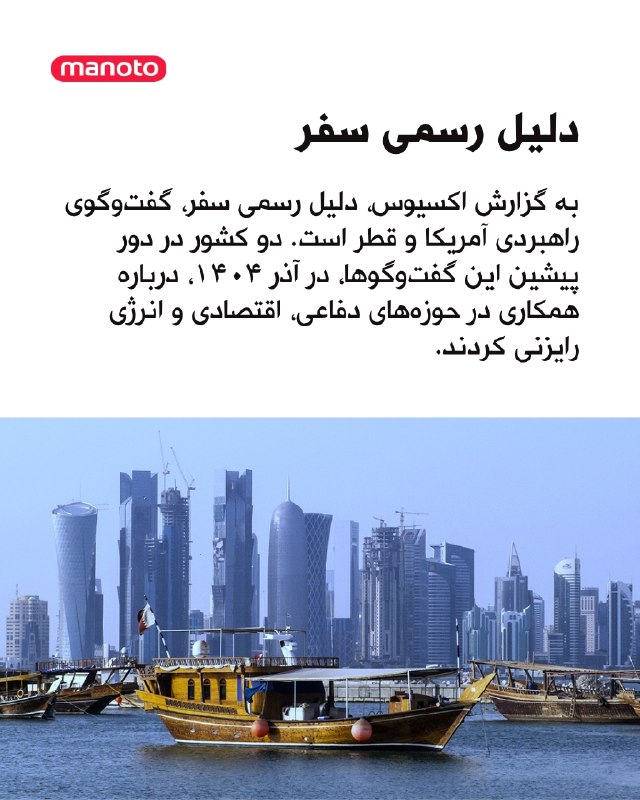 manoto
دلیل رسمی سفر
به گزارش اکسیوس، دلیل رسمی سفر، گفت‌وگوی
راهبردی آمریکا و قطر است. دو کشور در دور
پیشین این گفت‌وگوها، در آذر ۱۴۰۴، درباره
همکاری در حوزه‌های دفاعی، اقتصادی و انرژی
رایزنی کردند.